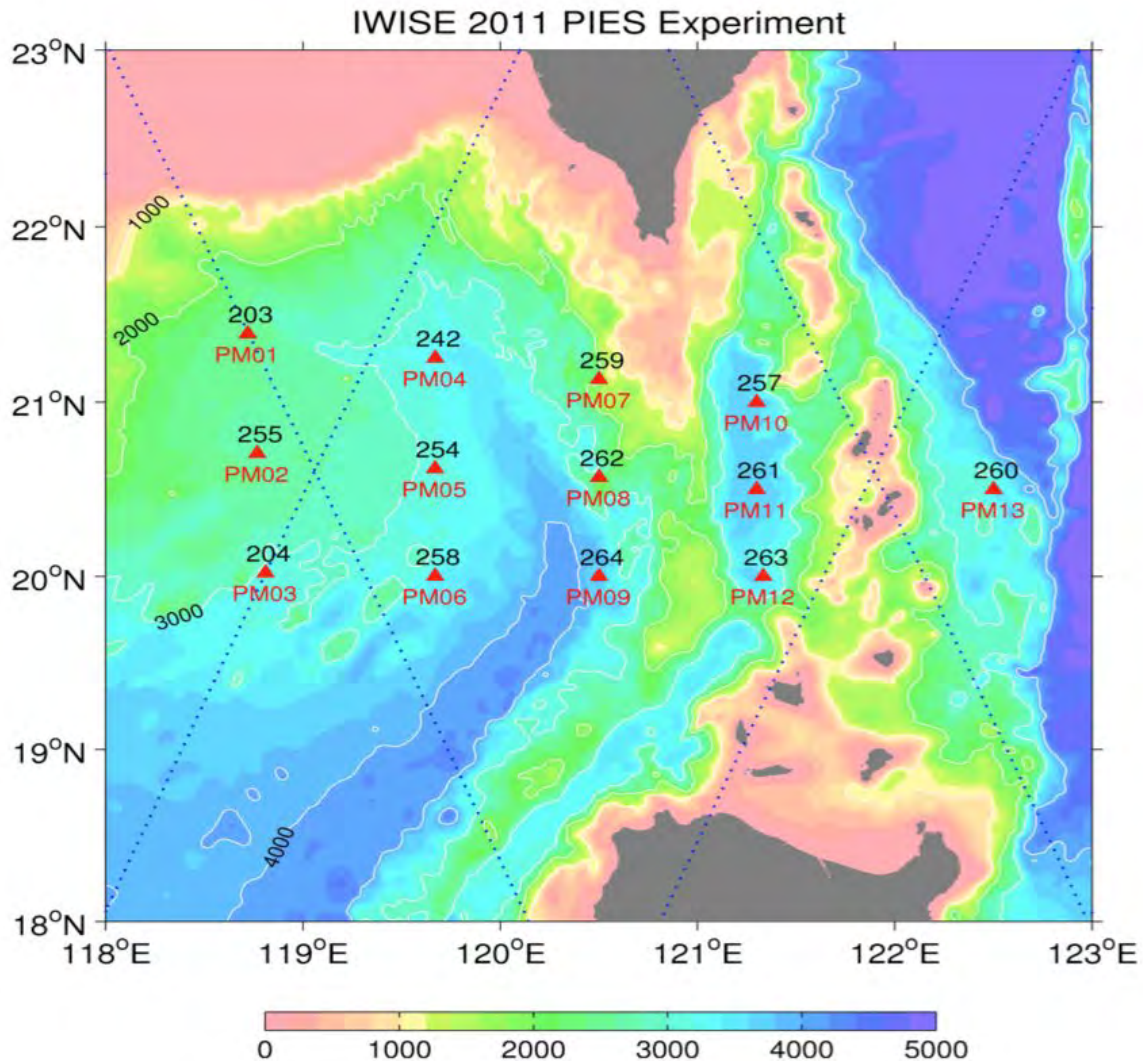 IWISE 2011 PIES Experiment
23°N
22°N
21°N
20°N
19°N
18°N
1000
2000
3000
4000
203
PM01
242
PM04
259
PM07
257
PM10
255
PM02
254
PM05
262
PM08
261
PM11
260
PM13
204
PM03
258
PM06
264
PM09
263
PM12
118°E 119°E 120°E 121°E 122°E 123°E
0 1000 2000 3000 4000 5000